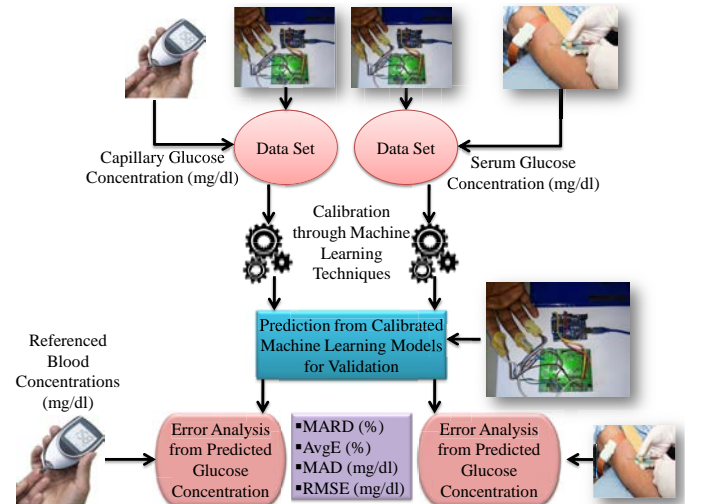 Data Set
Data Set
Capillary Glucose
Concentration (mg/dl)
Serum Glucose
Concentration (mg/dl)
Calibration
through Machine
Learning
Techniques
Prediction from Calibrated
Machine Learning Models
for Validation
Referenced
Blood
Concentrations
(mg/dl)
Error Analysis
from Predicted
Glucose
Concentration
▪MARD (%)
▪AvgE (%)
▪MAD (mg/dl)
▪RMSE (mg/dl)
Error Analysis
from Predicted
Glucose
Concentration